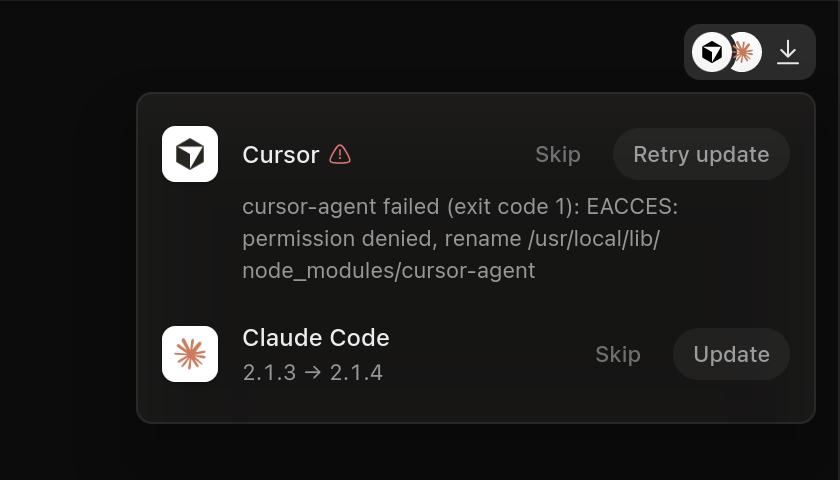 Cursor
Skip
Retry update
cursor-agent failed (exit code 1): EACCES:
permission denied, rename /usr/local/lib/
node_modules/cursor-agent
Claude Code
2.1.3 → 2.1.4
Skip
Update